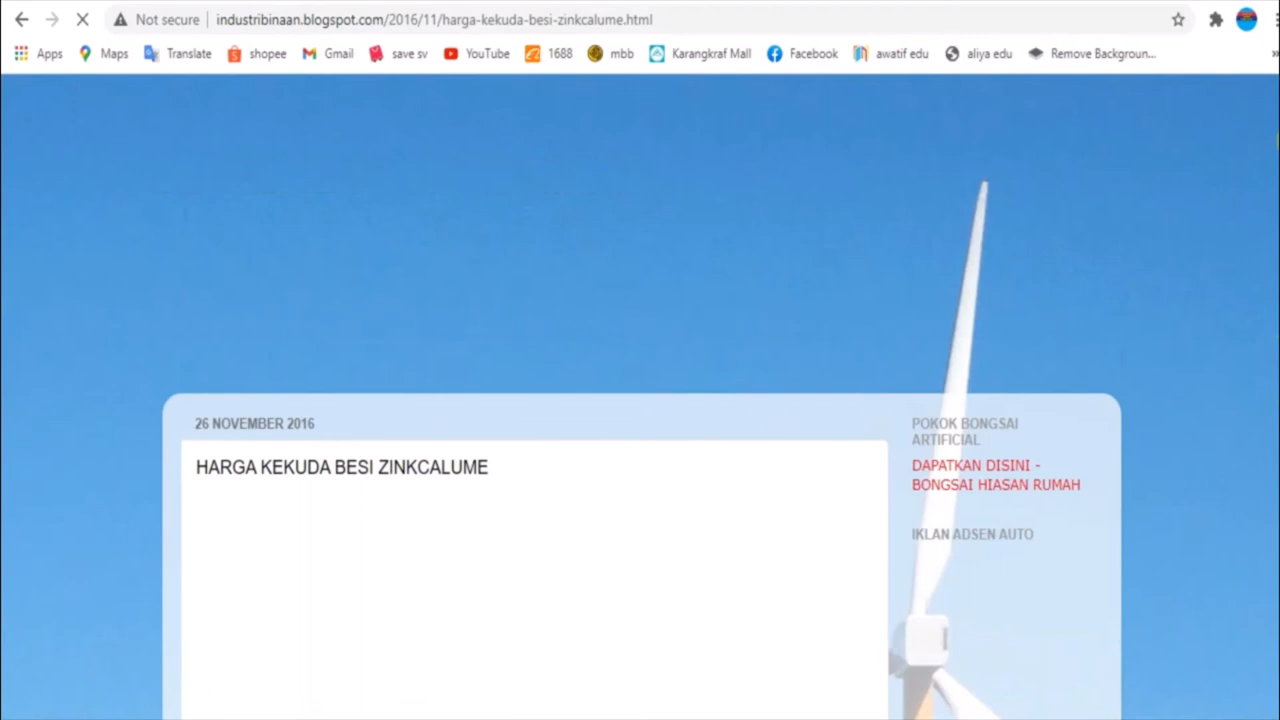 Not secure industribinaan.blogspot.com/2016/11/harga-kekuda-besi-zinkcalume.html
Apps Maps Translate shopee Gmail save sv YouTube 1688 mbb Karangkraf Mall Facebook awatif edu aliya edu Remove Backgroun...
26 NOVEMBER 2016
HARGA KEKUDA BESI ZINKCALUME
POKOK BONGSAI
ARTIFICIAL
DAPATKAN DISINI -
BONGSAI HIASAN RUMAH
IKLAN ADSEN AUTO